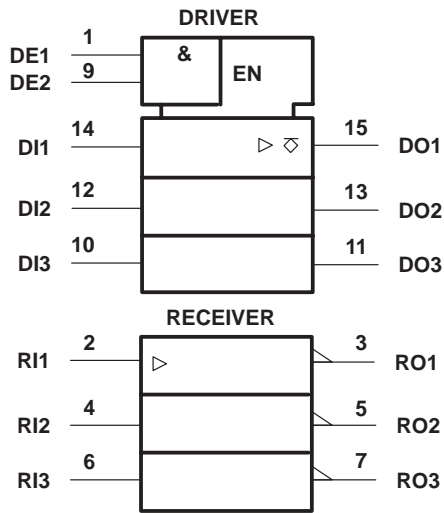 DRIVER
DE1 1 &
DE2 9 EN
DI1 14 15 DO1
DI2 12 13 DO2
DI3 10 11 DO3
RECEIVER
RI1 2 3 RO1
RI2 4 5 RO2
RI3 6 7 RO3